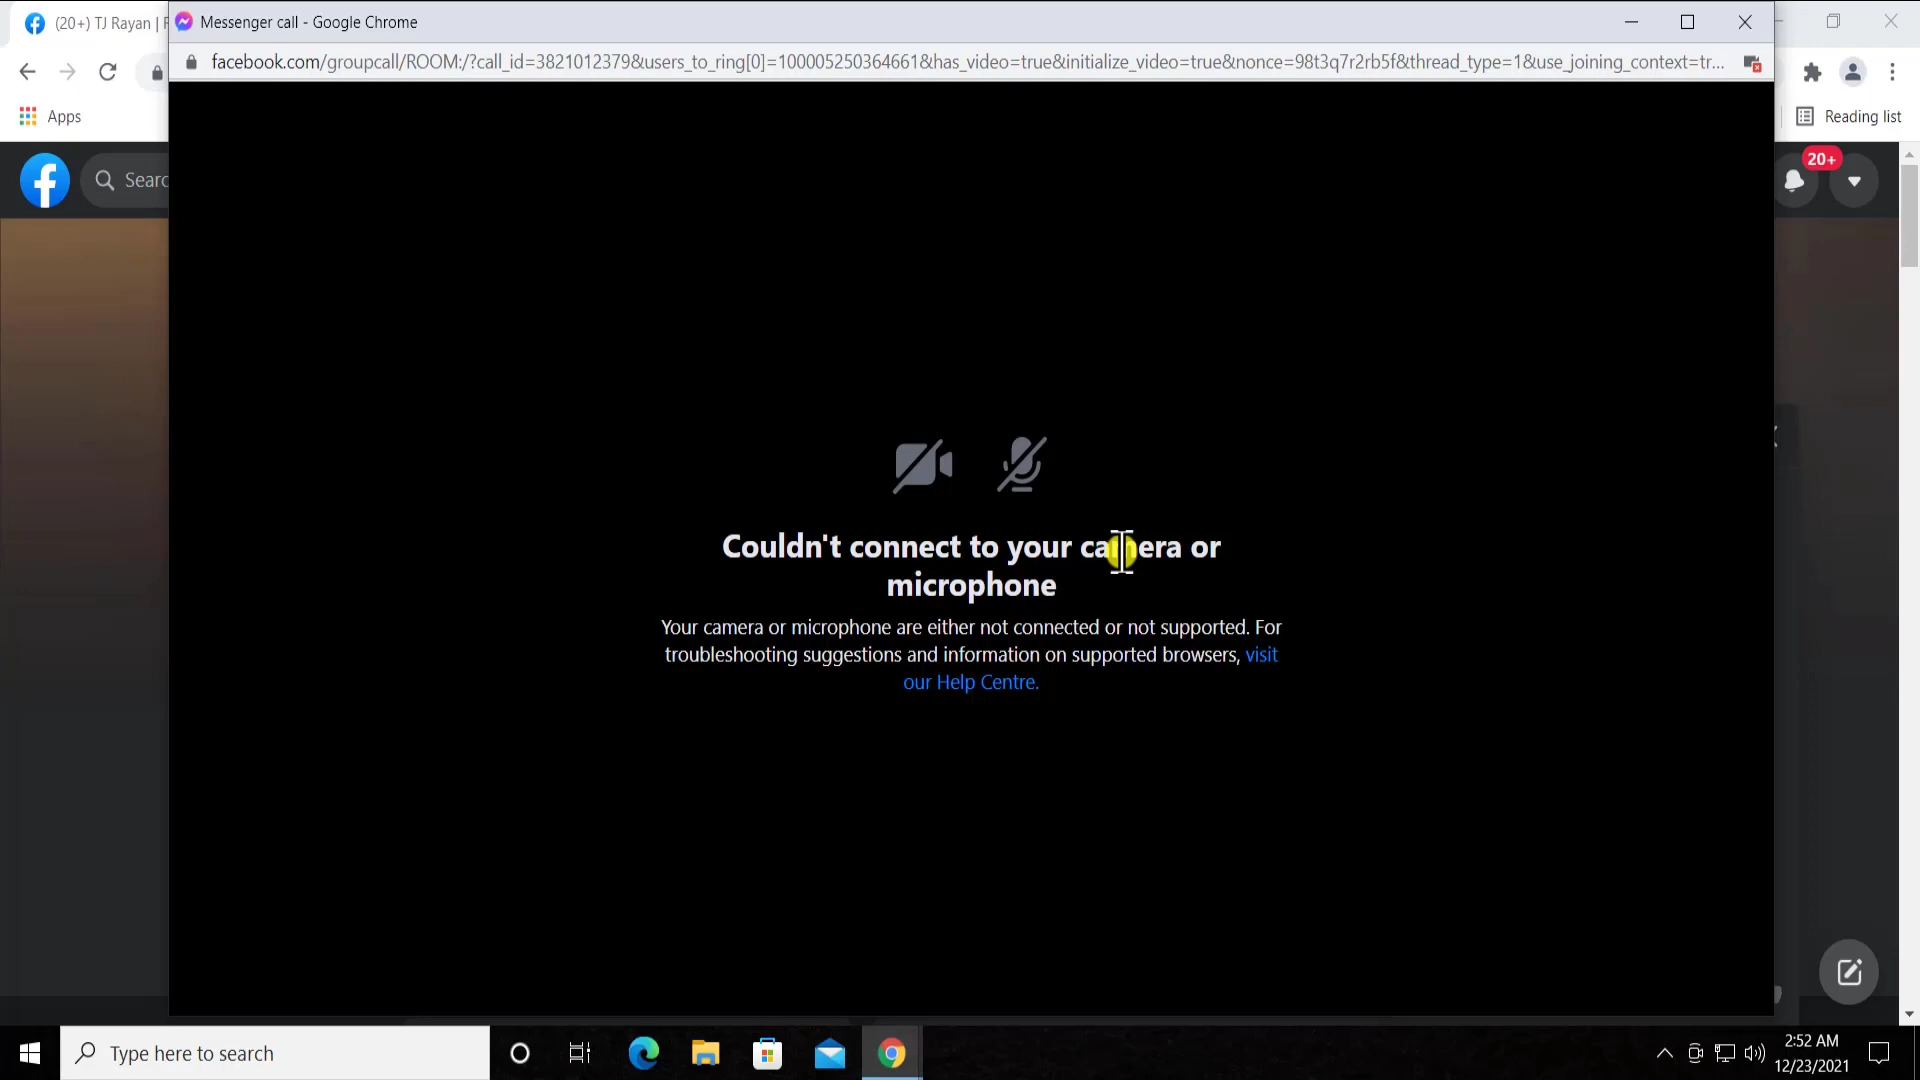 (20+) TJ Rayan |
Messenger call - Google Chrome
facebook.com/groupcall/ROOM:/?call_id=3821012379&users_to_ring[0]=100005250364661&has_video=true&initialize_video=true&nonce=98t3q7r2rb5f&thread_type=1&use_joining_context=tr...
Apps
Reading list
Searc
20+
Couldn't connect to your camera or
microphone
Your camera or microphone are either not connected or not supported. For
troubleshooting suggestions and information on supported browsers, visit
our Help Centre.
Type here to search
2:52 AM
12/23/2021